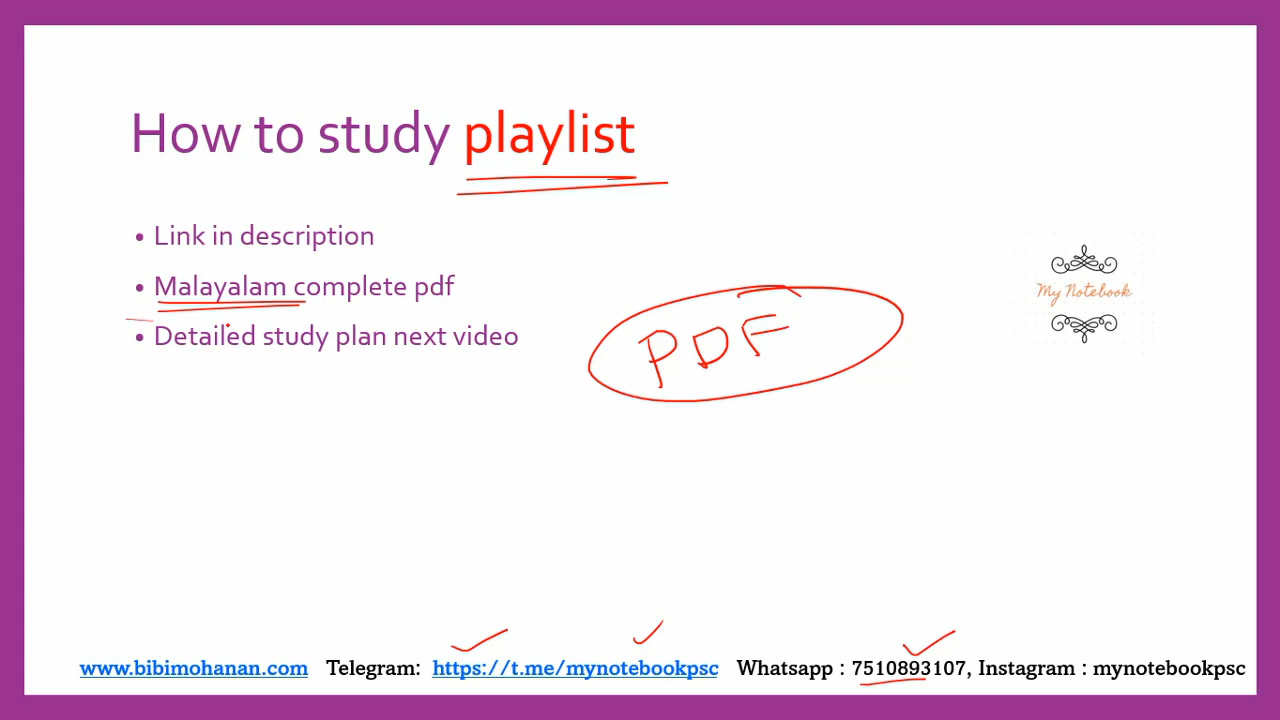 How to study playlist
• Link in description
• Malayalam complete pdf
• Detailed study plan next video
PDF
My Notebook
www.bibimohanan.com Telegram: https://t.me/mynotebookpsc Whatsapp : 7510893107, Instagram : mynotebookpsc